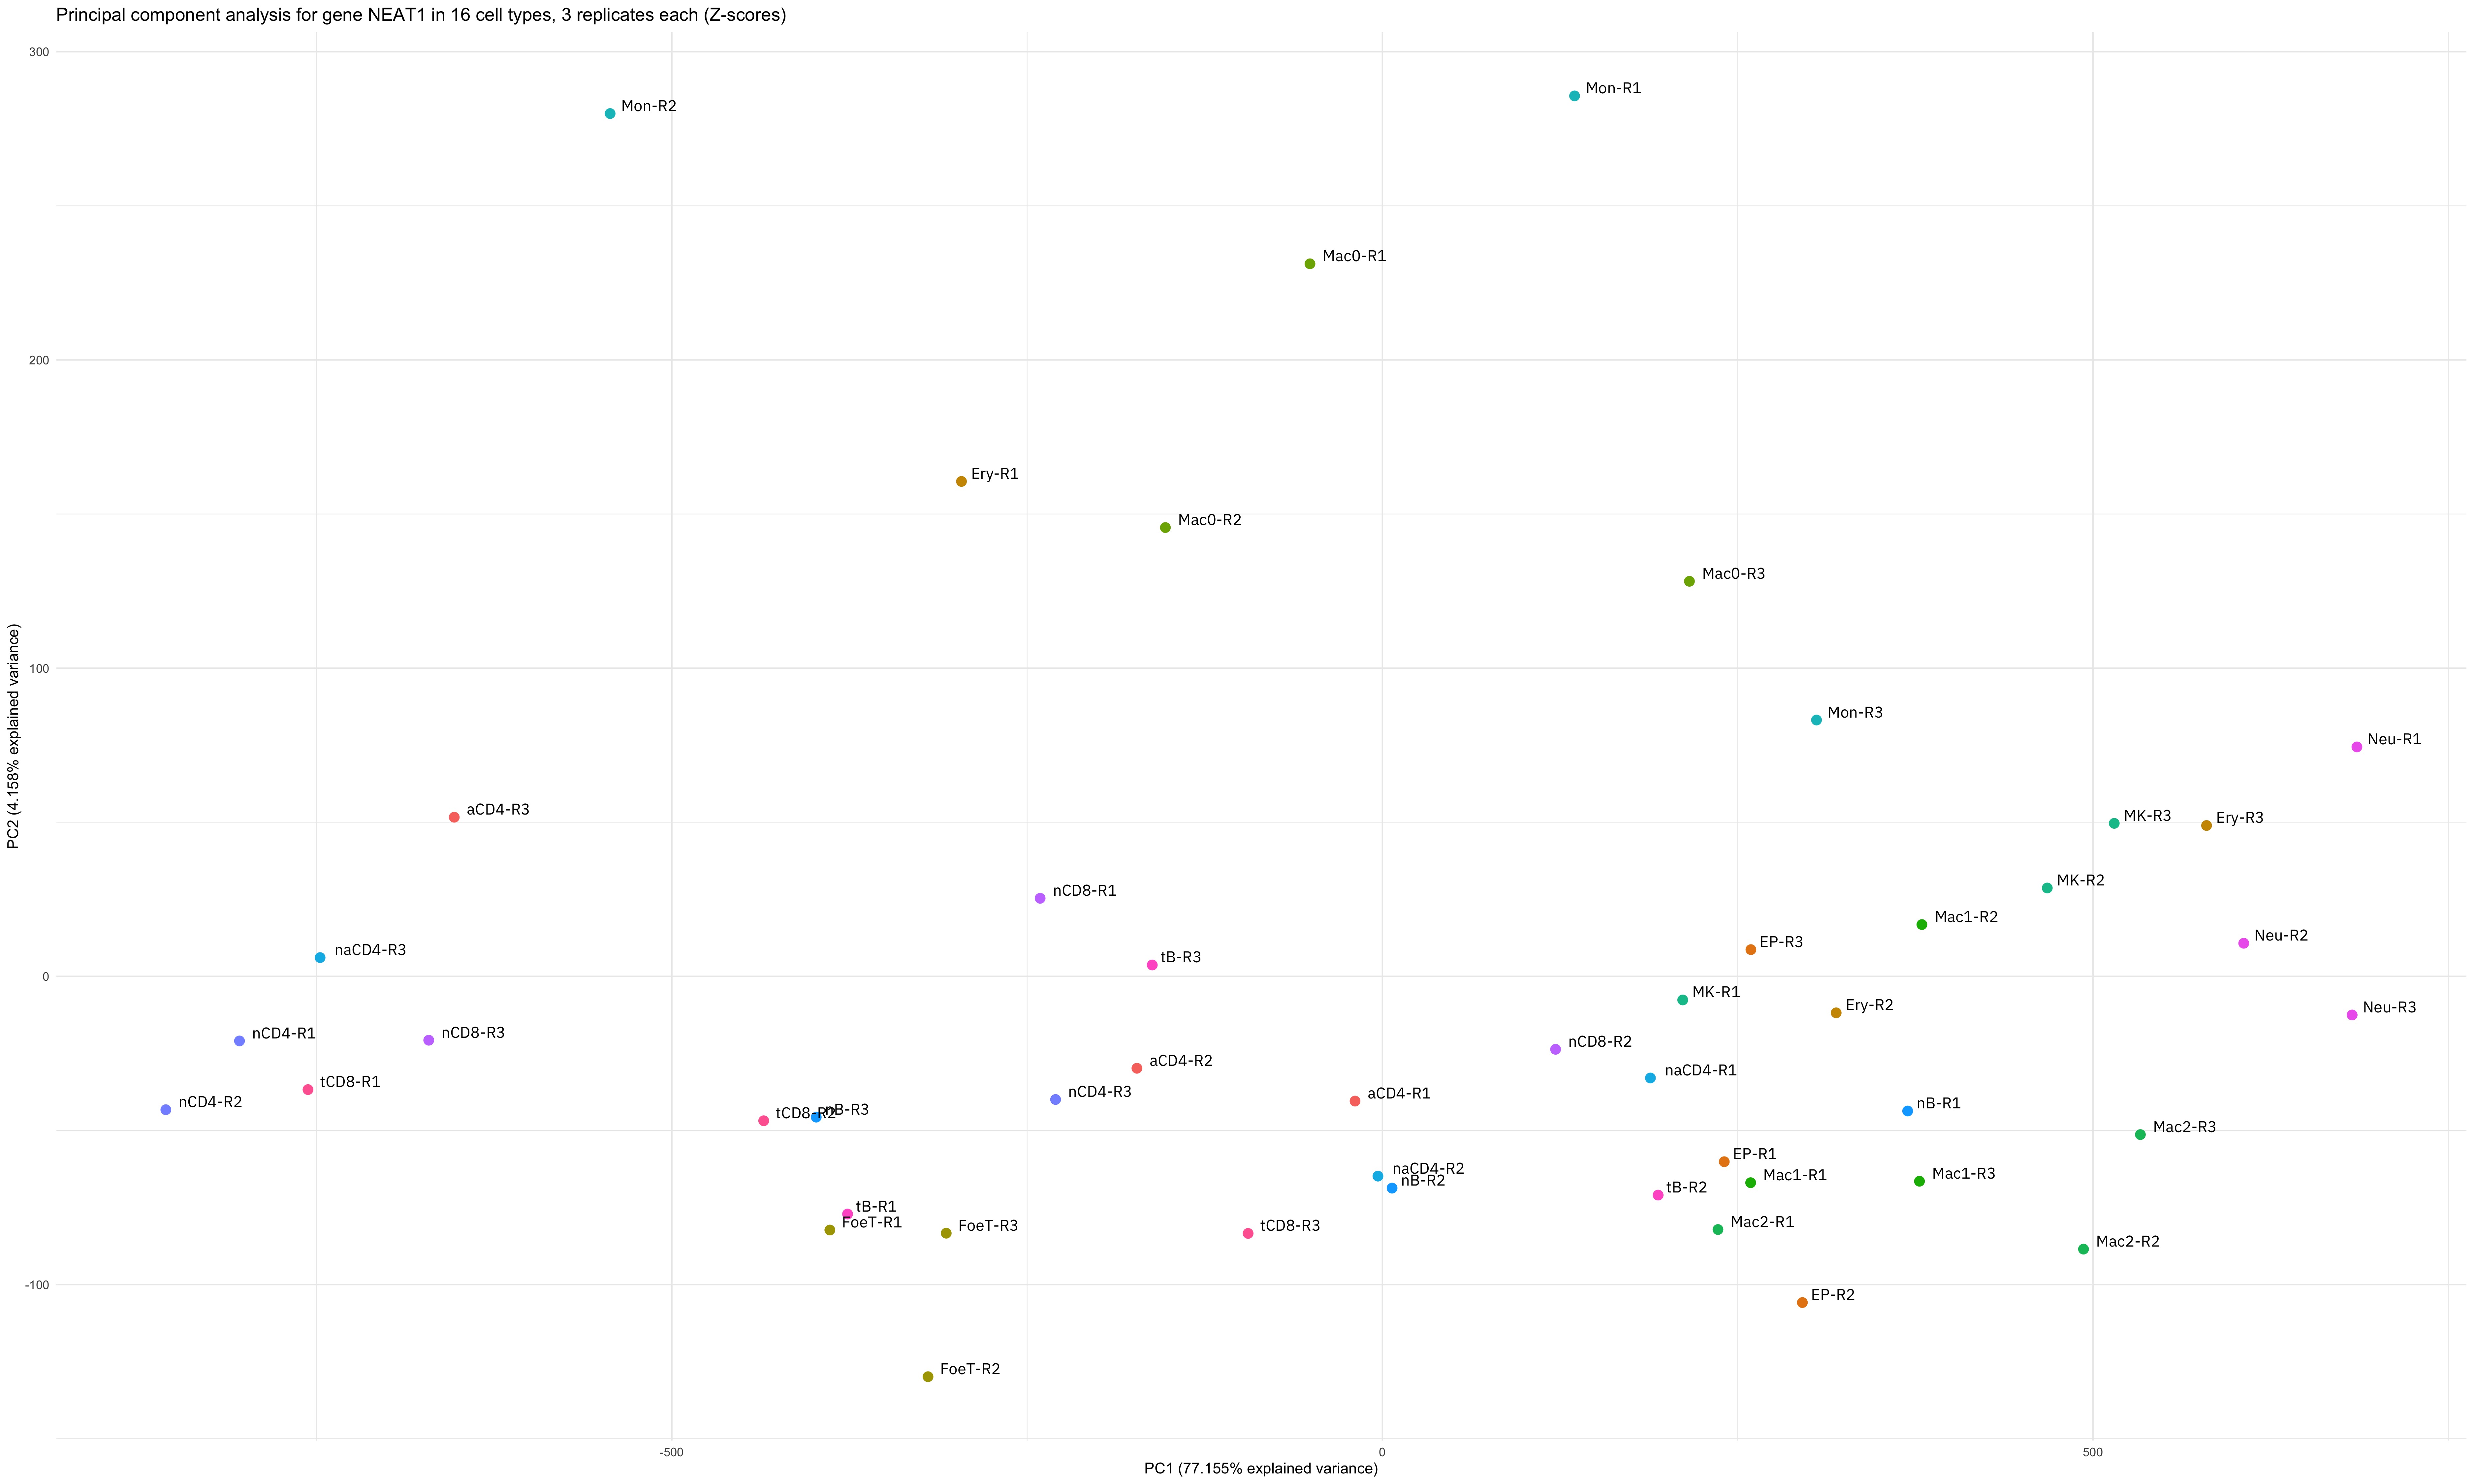 Principal component analysis for gene NEAT1 in 16 cell types, 3 replicates each (Z-scores)
300
Mon-R1
Mon-R2
Mac0-R1
200
Ery-R1
Mac0-R2
Mac0-R3
100
Mon-R3
Neu-R1
aCD4-R3
MK-R3
Ery-R3
nCD8-R1
MK-R2
Mac1-R2
Neu-R2
EP-R3
naCD4-R3
tB-R3
0
MK-R1
Ery-R2
Neu-R3
nCD4-R1
nCD8-R3
nCD8-R2
aCD4-R2
naCD4-R1
tCD8-R1
nCD4-R3
aCD4-R1
nCD4-R2
nB-R1
tCD8-R2
nB-R3
Mac2-R3
EP-R1
naCD4-R2
Mac1-R1
Mac1-R3
nB-R2
tB-R2
tB-R1
FoeT-R1
FoeT-R3
tCD8-R3
Mac2-R1
Mac2-R2
-100
EP-R2
FoeT-R2
-500
0
500
PC1 (77.155% explained variance)
PC2 (4.158% explained variance)